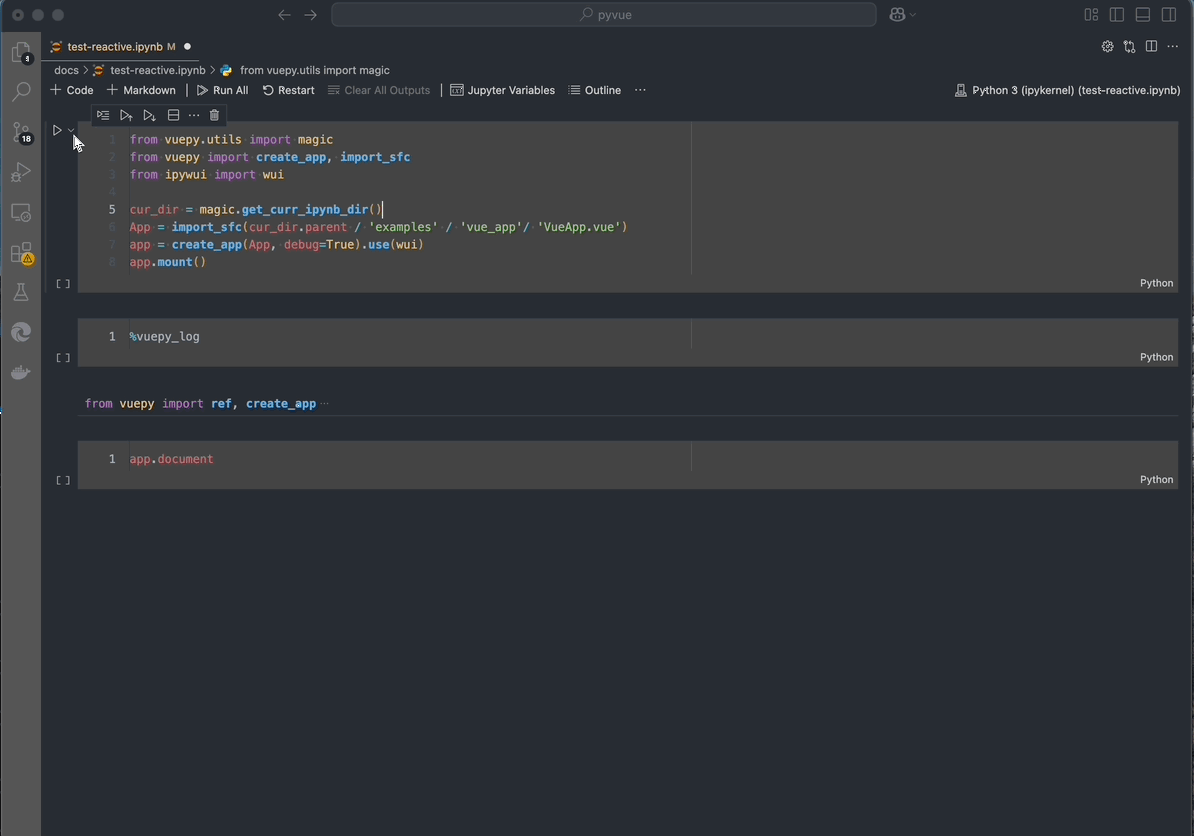 pyvue
test-reactive.ipynb M
docs > test-reactive.ipynb > from vuepy.utils import magic
+ Code + Markdown | Run All Restart Clear All Outputs | Jupyter Variables Outline ···
Python 3 (ipykernel) (test-reactive.ipynb)
18
1 from vuepy.utils import magic
2 from vuepy import create_app, import_sfc
3 from ipywui import wui
4
5 cur_dir = magic.get_curr_ipynb_dir()
6 App = import_sfc(cur_dir.parent / 'examples' / 'vue_app'/ 'VueApp.vue')
7 app = create_app(App, debug=True).use(wui)
8 app.mount()
[ ]
Python
1 %vuepy_log
[ ]
Python
from vuepy import ref, create_app ···
1 app.document
[ ]
Python